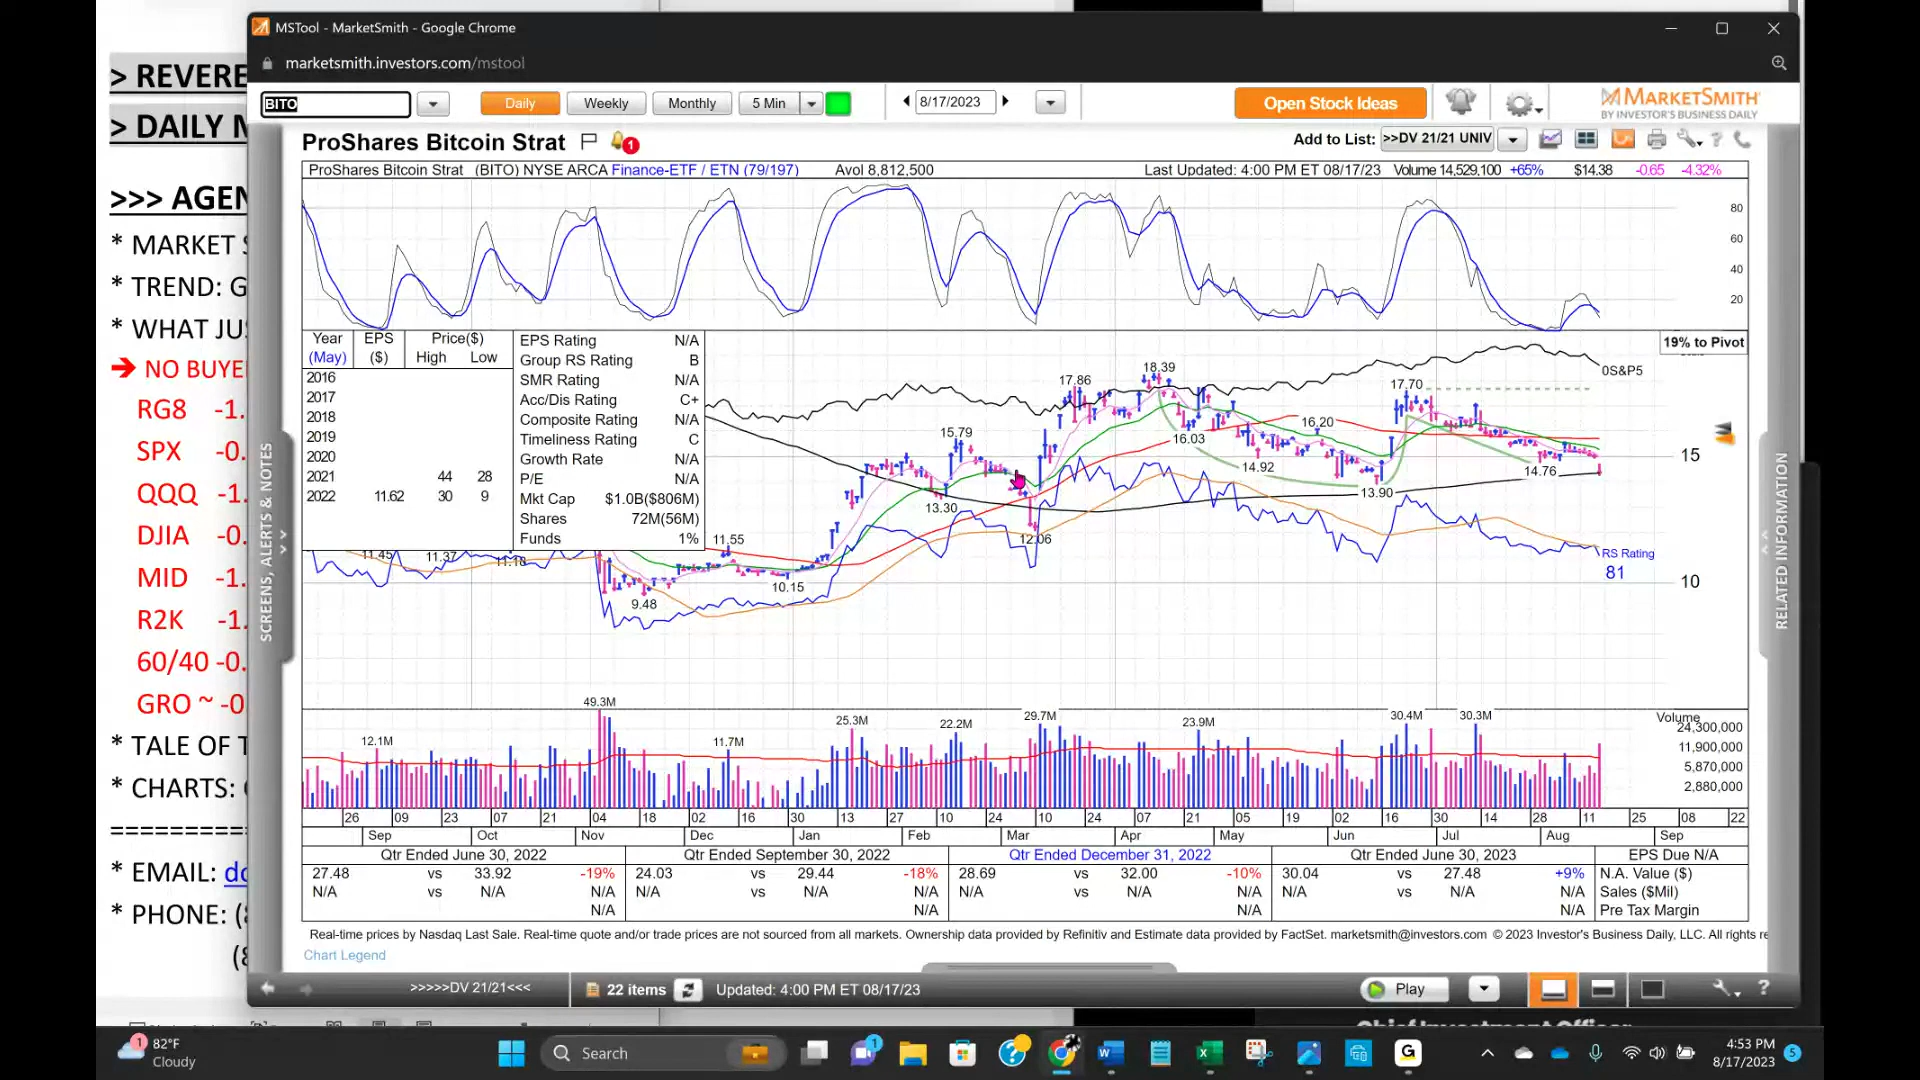 MSTool - MarketSmith - Google Chrome
marketsmith.investors.com/mstool
> REVERE
> DAILY M
>>> AGEN
* MARKET S
* TREND: G
* WHAT JUS
➔ NO BUYE
RG8 -1.
SPX -0.
QQQ -1.
DJIA -0.
MID -1.
R2K -1.
60/40 -0.
GRO ~ -0
* TALE OF T
* CHARTS:
===========
* EMAIL: do
* PHONE: (8
(8
BITO
Daily Weekly Monthly 5 Min
8/17/2023
Open Stock Ideas
MARKETSMITH
BY INVESTOR'S BUSINESS DAILY
ProShares Bitcoin Strat
1
Add to List: >>DV 21/21 UNIV
ProShares Bitcoin Strat (BITO) NYSE ARCA Finance-ETF / ETN (79/197) Avol 8,812,500
Last Updated: 4:00 PM ET 08/17/23 Volume 14,529,100 +65% $14.38 -0.65 -4.32%
80
60
40
20
19% to Pivot
Year EPS Price($)
(May) ($) High Low
2016
2017
2018
2019
2020
2021 44 28
2022 11.62 30 9
EPS Rating N/A
Group RS Rating B
SMR Rating N/A
Acc/Dis Rating C+
Composite Rating N/A
Timeliness Rating C
Growth Rate N/A
P/E N/A
Mkt Cap $1.0B($806M)
Shares 72M(56M)
Funds 1%
0S&P5
18.39
17.86
17.70
16.20
15.79
16.03
14.92
14.76
13.90
13.30
12.06
11.55
11.45
11.37
11.18
10.15
9.48
15
10
RS Rating
81
SCREENS, ALERTS & NOTES
RELATED INFORMATION
49.3M
12.1M
11.7M
25.3M
22.2M
29.7M
23.9M
30.4M
30.3M
Volume
24,300,000
11,900,000
5,870,000
2,880,000
26 09 23 07 21 04 18 02 16 30 13 27 10 24 10 24 07 21 05 19 02 16 30 14 28 11 25 08 22
Sep Oct Nov Dec Jan Feb Mar Apr May Jun Jul Aug Sep
Qtr Ended June 30, 2022 Qtr Ended September 30, 2022 Qtr Ended December 31, 2022 Qtr Ended June 30, 2023 EPS Due N/A
27.48 vs 33.92 -19% 24.03 vs 29.44 -18% 28.69 vs 32.00 -10% 30.04 vs 27.48 +9% N.A. Value ($)
N/A vs N/A N/A N/A vs N/A N/A N/A vs N/A N/A N/A vs N/A N/A Sales ($Mil)
N/A N/A N/A N/A Pre Tax Margin
Real-time prices by Nasdaq Last Sale. Real-time quote and/or trade prices are not sourced from all markets. Ownership data provided by Refinitiv and Estimate data provided by FactSet. marketsmith@investors.com © 2023 Investor's Business Daily, LLC. All rights re
Chart Legend
>>>>>DV 21/21<<<
22 items Updated: 4:00 PM ET 08/17/23
Play
82°F
Cloudy
Search
4:53 PM
8/17/2023